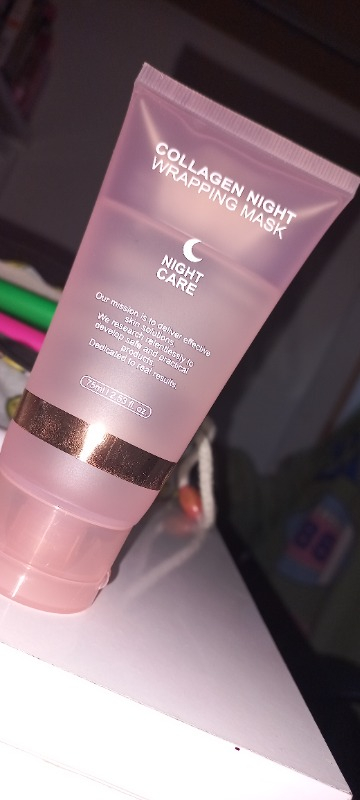 COLLAGEN NIGHT
WRAPPING MASK
NIGHT
CARE
Our mission is to deliver effective
skin solutions.
We research relentlessly to
develop safe and practical
products.
Dedicated to real results.
75ml | 2.53 fl. oz